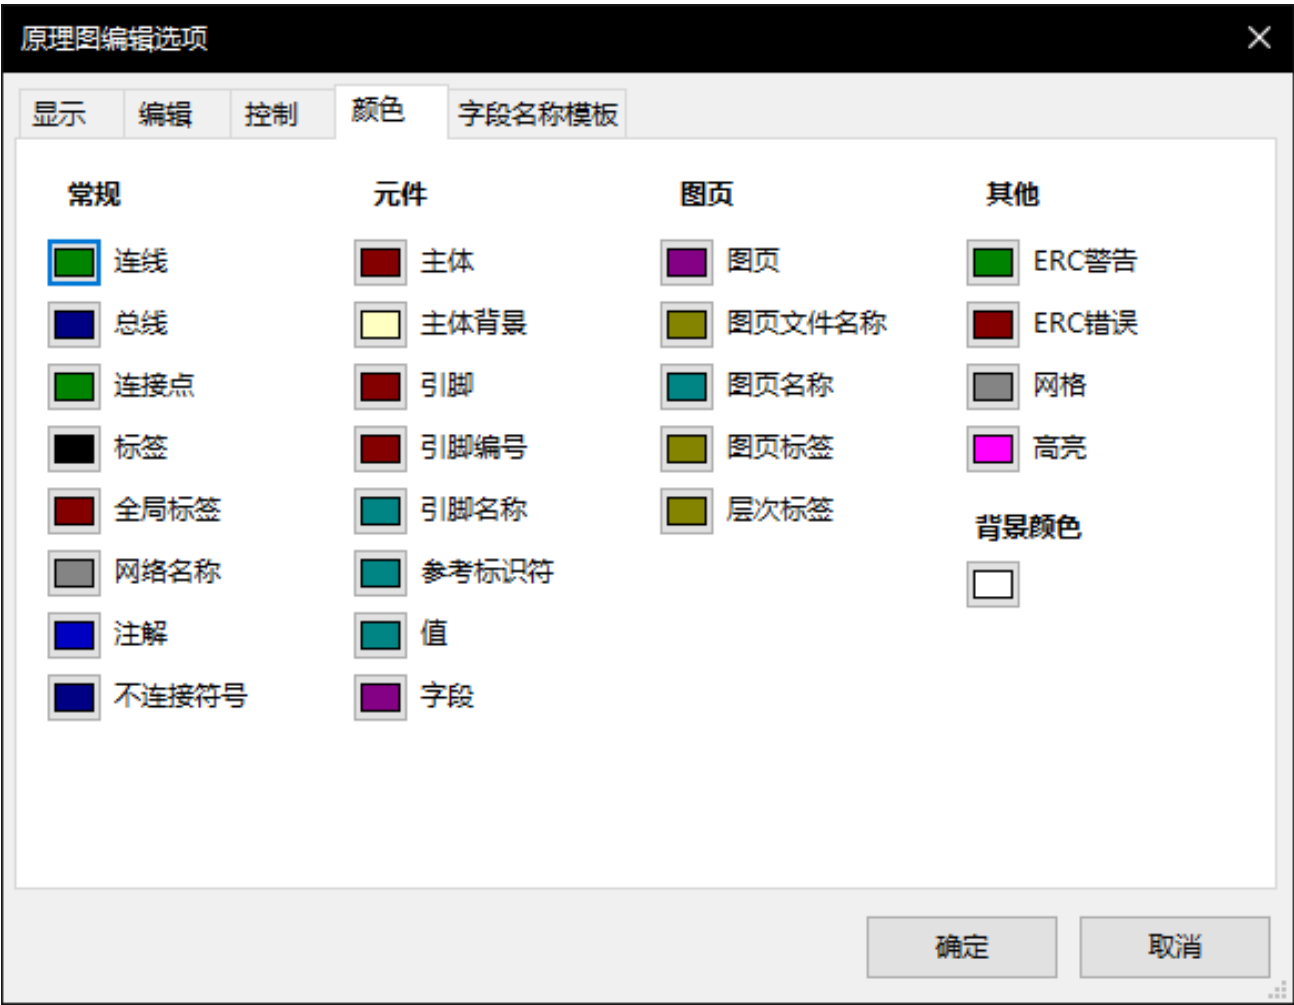 原理图编辑选项
显示 编辑 控制 颜色 字段名称模板
常规 元件 图页 其他
连线 主体 图页 ERC警告
总线 主体背景 图页文件名称 ERC错误
连接点 引脚 图页名称 网格
标签 引脚编号 图页标签 高亮
全局标签 引脚名称 层次标签
背景颜色
网络名称 参考标识符
注解 值
不连接符号 字段
确定 取消